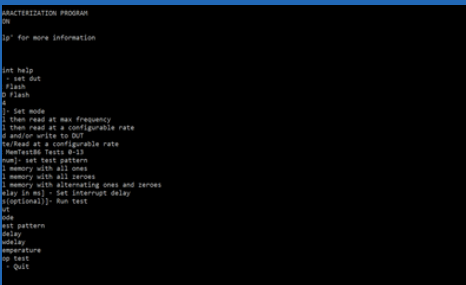 ARACTERIZATION PROGRAM
ON
lp' for more information
int help
- set dut
Flash
D Flash
4
]- Set mode
l then read at max frequency
l then read at a configurable rate
d and/or write to DUT
te/Read at a configurable rate
MemTest86 Tests 0-13
num]- set test pattern
l memory with all ones
l memory with all zeroes
l memory with alternating ones and zeroes
elay in ms] - Set interrupt delay
s(optional)]- Run test
ut
ode
est pattern
delay
wdelay
emperature
op test
- Quit